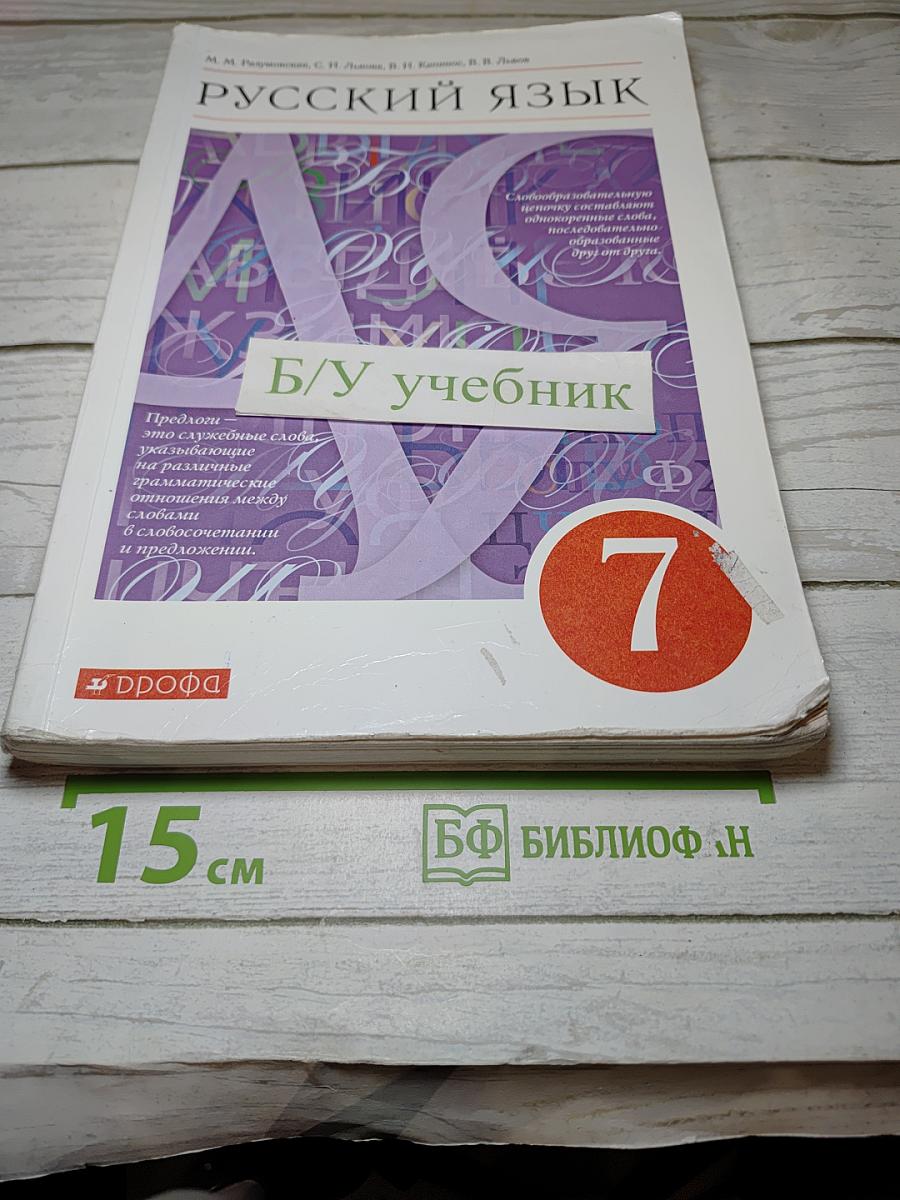 М. М. Разумовская, С. И. Львова, В. И. Капинос, В. В. Львов
РУССКИЙ ЯЗЫК
Словообразовательную
цепочку составляют
однокоренные слова,
последовательно
образованные
друг от друга.
Б/У учебник
Предлоги —
это служебные слова,
указывающие
на различные
грамматические
отношения между
словами
в словосочетании
и предложении.
Ф
7
дрофа
15 см
БФ БИБЛИОФ